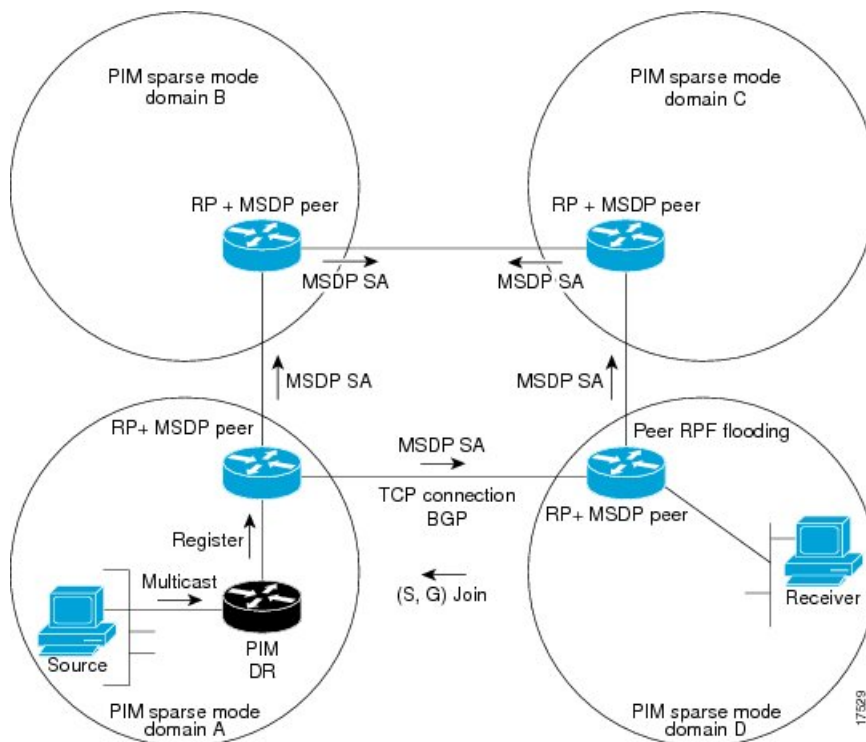 PIM sparse mode
domain B
PIM sparse mode
domain C
RP + MSDP peer
RP + MSDP peer
MSDP SA
MSDP SA
MSDP SA
MSDP SA
RP+ MSDP peer
MSDP SA
Peer RPF flooding
TCP connection
BGP
RP+ MSDP peer
Register
Multicast
(S, G) Join
Receiver
Source
PIM
DR
PIM sparse mode
domain A
PIM sparse mode
domain D
17529